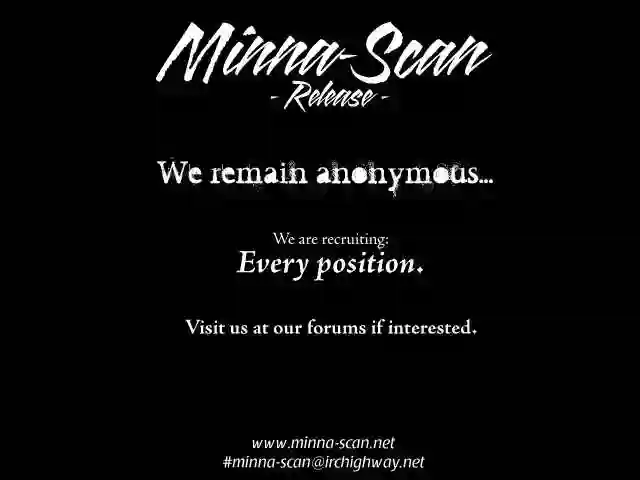 Minna-Scan
- Release -
We remain anonymous...
We are recruiting:
Every position.
Visit us at our forums if interested.
www.minna-scan.net
#minna-scan@irchighway.net